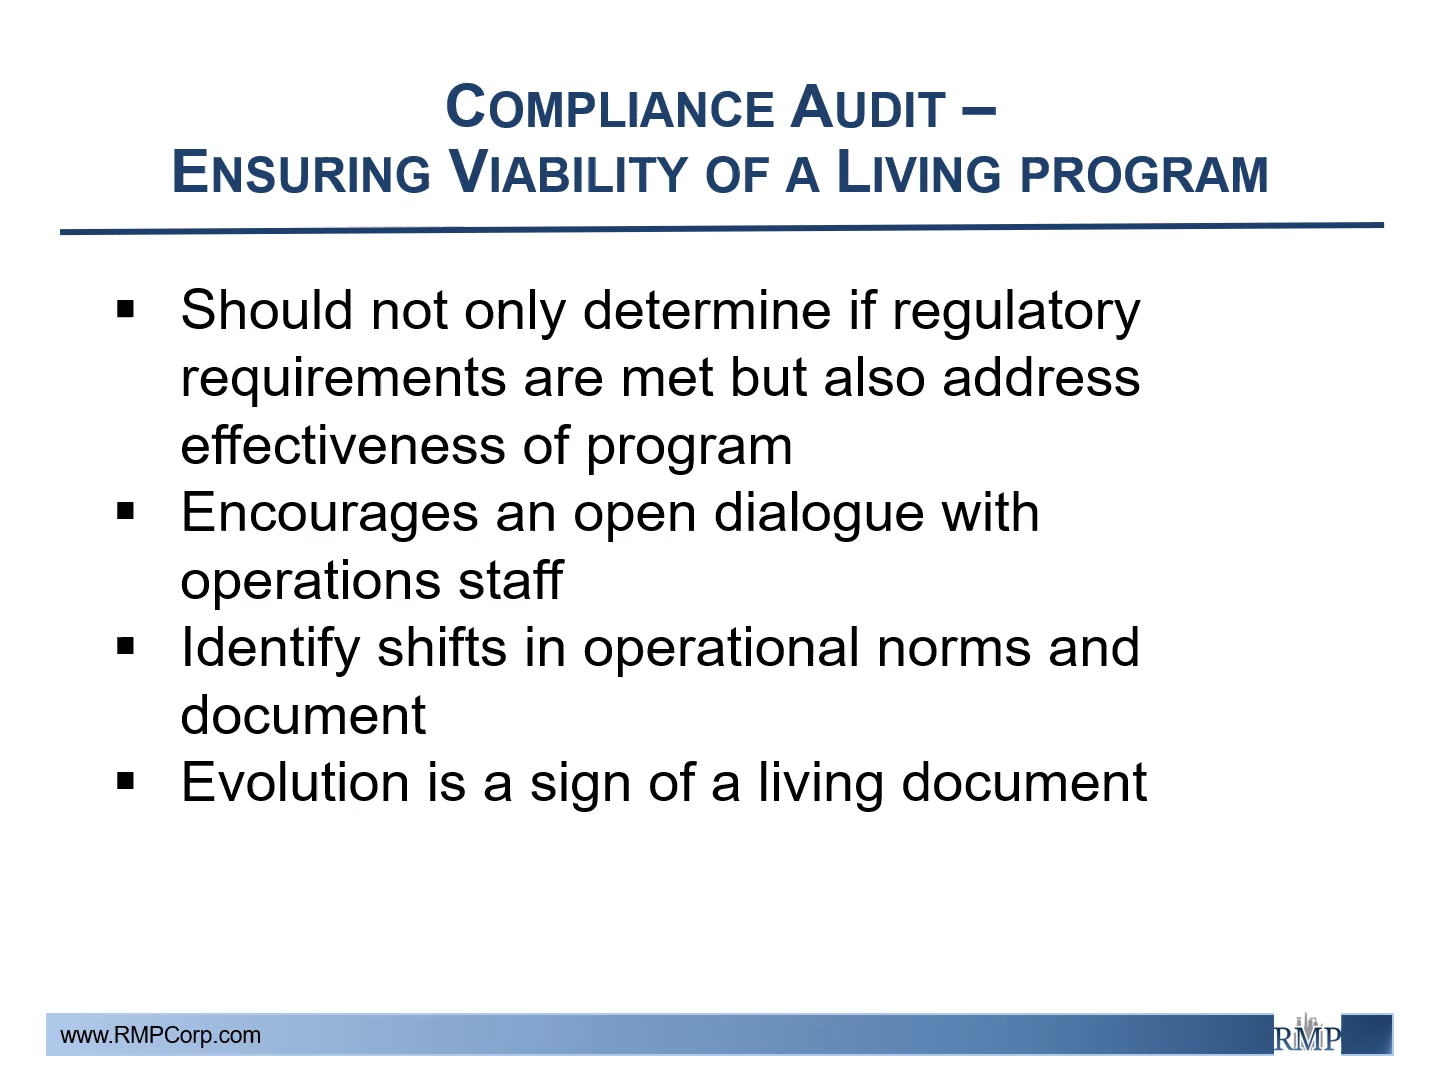 COMPLIANCE AUDIT –
ENSURING VIABILITY OF A LIVING PROGRAM
▪ Should not only determine if regulatory
requirements are met but also address
effectiveness of program
▪ Encourages an open dialogue with
operations staff
▪ Identify shifts in operational norms and
document
▪ Evolution is a sign of a living document
www.RMPCorp.com
RMP